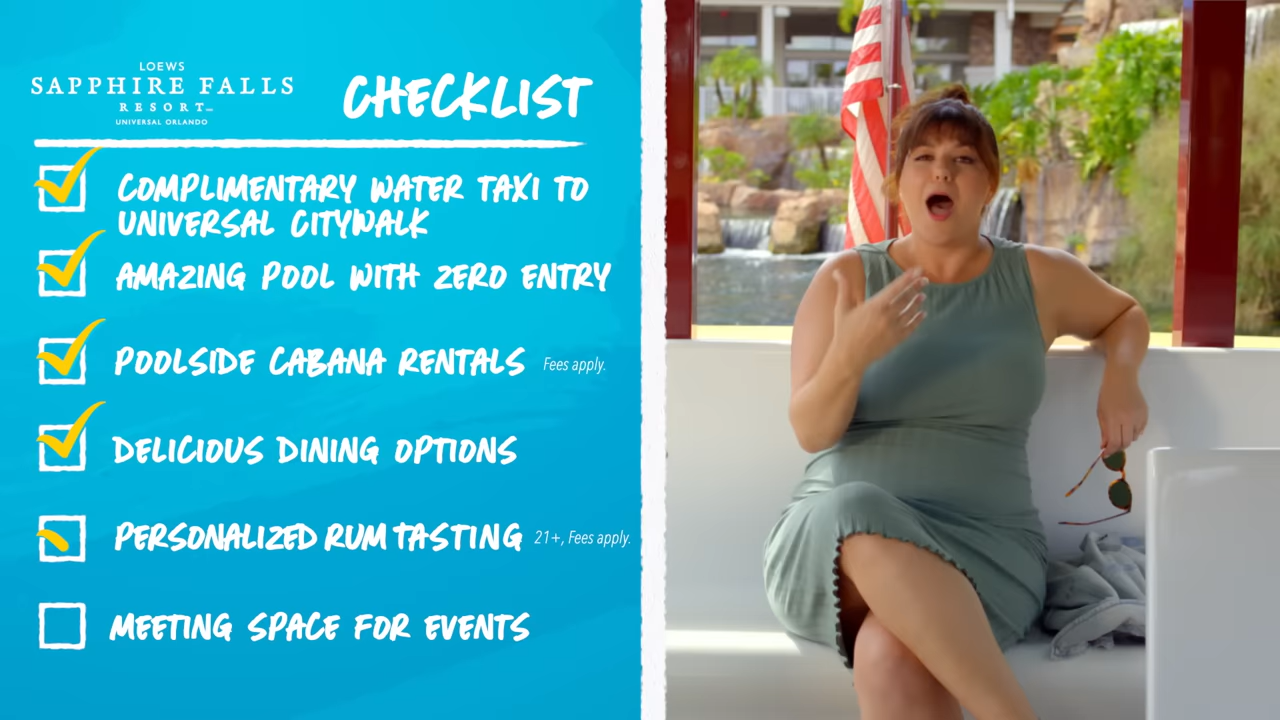 LOEWS
SAPPHIRE FALLS
RESORT
UNIVERSAL ORLANDO
CHECKLIST
COMPLIMENTARY WATER TAXI TO
UNIVERSAL CITYWALK
AMAZING POOL WITH ZERO ENTRY
POOLSIDE CABANA RENTALS Fees apply.
DELICIOUS DINING OPTIONS
PERSONALIZED RUM TASTING 21+, Fees apply.
MEETING SPACE FOR EVENTS